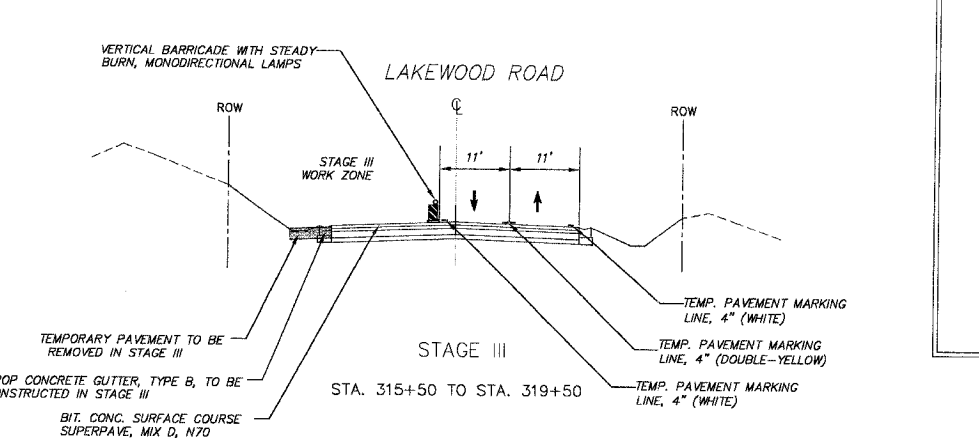 VERTICAL BARRICADE WITH STEADY
BURN, MONODIRECTIONAL LAMPS
LAKEWOOD ROAD
ROW
℄
ROW
STAGE III
WORK ZONE
11'
11'
TEMP. PAVEMENT MARKING
LINE, 4" (WHITE)
TEMPORARY PAVEMENT TO BE
REMOVED IN STAGE III
STAGE III
TEMP. PAVEMENT MARKING
LINE, 4" (DOUBLE-YELLOW)
CONCRETE GUTTER, TYPE B, TO BE
IN STAGE III
STA. 315+50 TO STA. 319+50
TEMP. PAVEMENT MARKING
LINE, 4" (WHITE)
BIT. CONC. SURFACE COURSE
SUPERPAVE, MIX D, N70